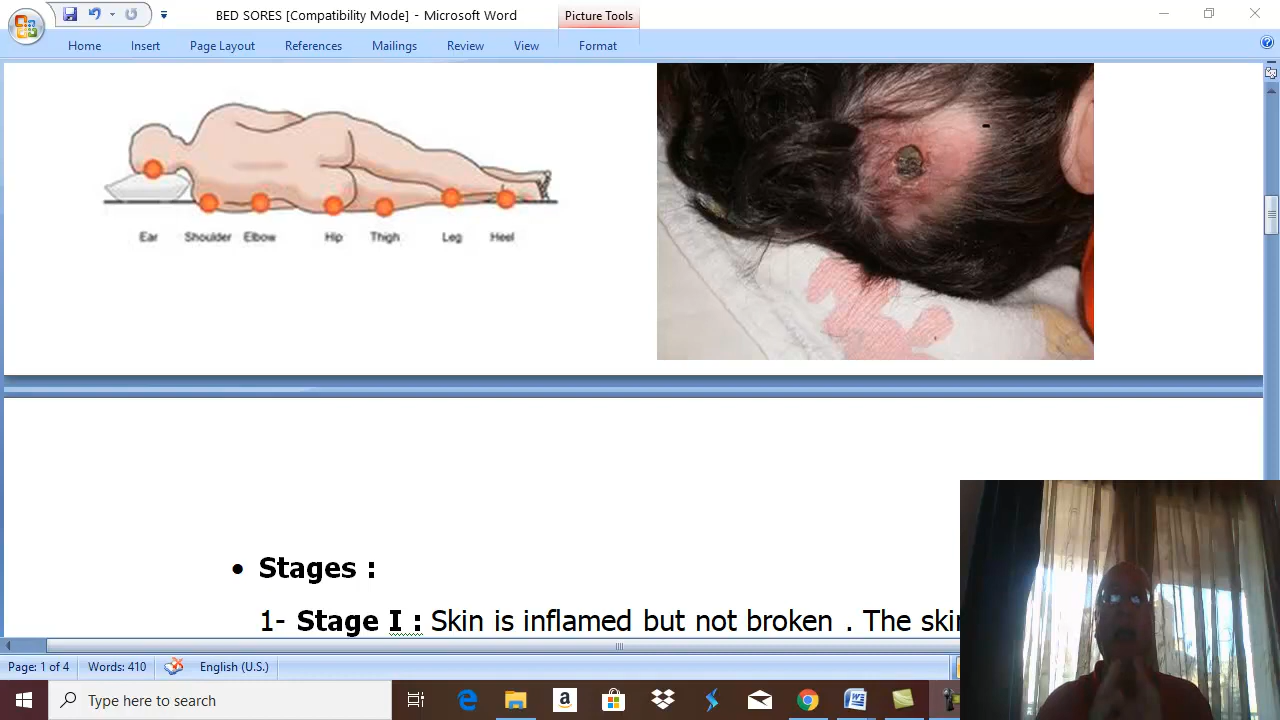 BED SORES [Compatibility Mode] - Microsoft Word
Picture Tools
Home Insert Page Layout References Mailings Review View Format
Ear Shoulder Elbow Hip Thigh Leg Heel
• Stages :
1- Stage I : Skin is inflamed but not broken . The skin
Page: 1 of 4 Words: 410 English (U.S.)
Type here to search